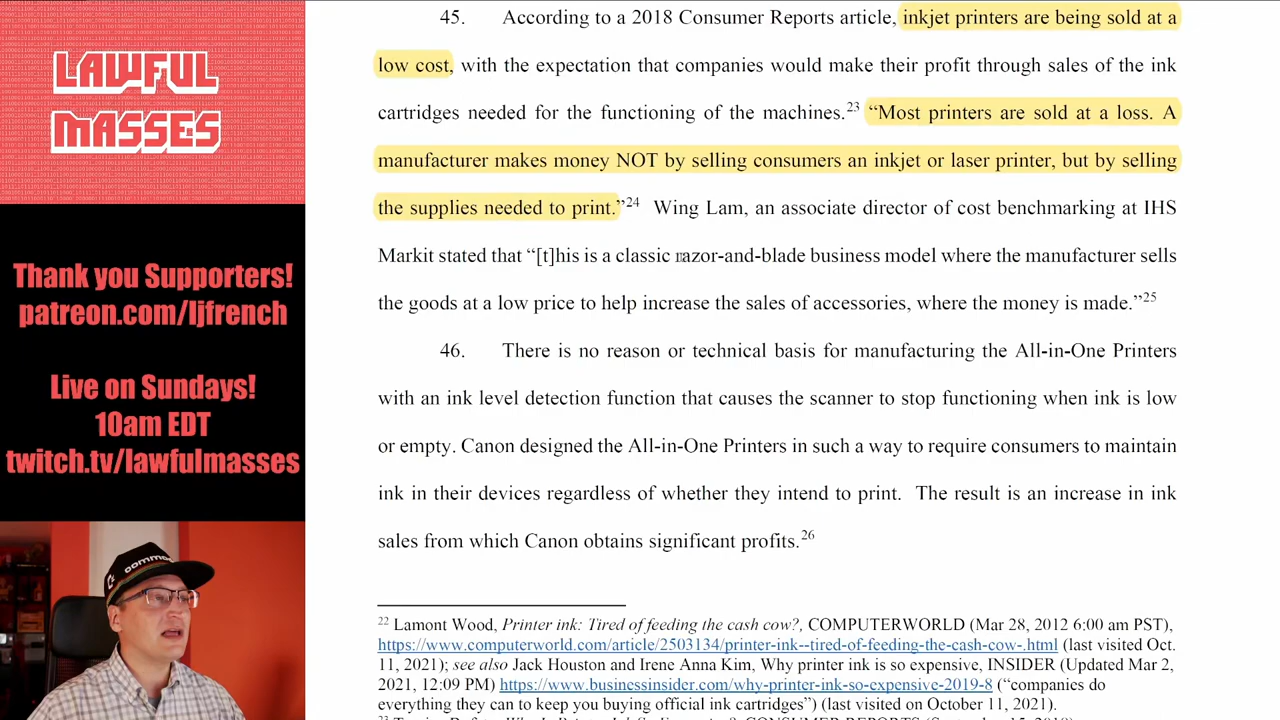 LAWFUL
MASSES
Thank you Supporters!
patreon.com/ljfrench
Live on Sundays!
10am EDT
twitch.tv/lawfulmasses
45. According to a 2018 Consumer Reports article, inkjet printers are being sold at a
low cost, with the expectation that companies would make their profit through sales of the ink
cartridges needed for the functioning of the machines.23 “Most printers are sold at a loss. A
manufacturer makes money NOT by selling consumers an inkjet or laser printer, but by selling
the supplies needed to print.”24 Wing Lam, an associate director of cost benchmarking at IHS
Markit stated that “[t]his is a classic razor-and-blade business model where the manufacturer sells
the goods at a low price to help increase the sales of accessories, where the money is made.”25
46. There is no reason or technical basis for manufacturing the All-in-One Printers
with an ink level detection function that causes the scanner to stop functioning when ink is low
or empty. Canon designed the All-in-One Printers in such a way to require consumers to maintain
ink in their devices regardless of whether they intend to print. The result is an increase in ink
sales from which Canon obtains significant profits.26
22 Lamont Wood, Printer ink: Tired of feeding the cash cow?, COMPUTERWORLD (Mar 28, 2012 6:00 am PST),
https://www.computerworld.com/article/2503134/printer-ink--tired-of-feeding-the-cash-cow-.html (last visited Oct.
11, 2021); see also Jack Houston and Irene Anna Kim, Why printer ink is so expensive, INSIDER (Updated Mar 2,
2021, 12:09 PM) https://www.businessinsider.com/why-printer-ink-so-expensive-2019-8 (“companies do
everything they can to keep you buying official ink cartridges”) (last visited on October 11, 2021).